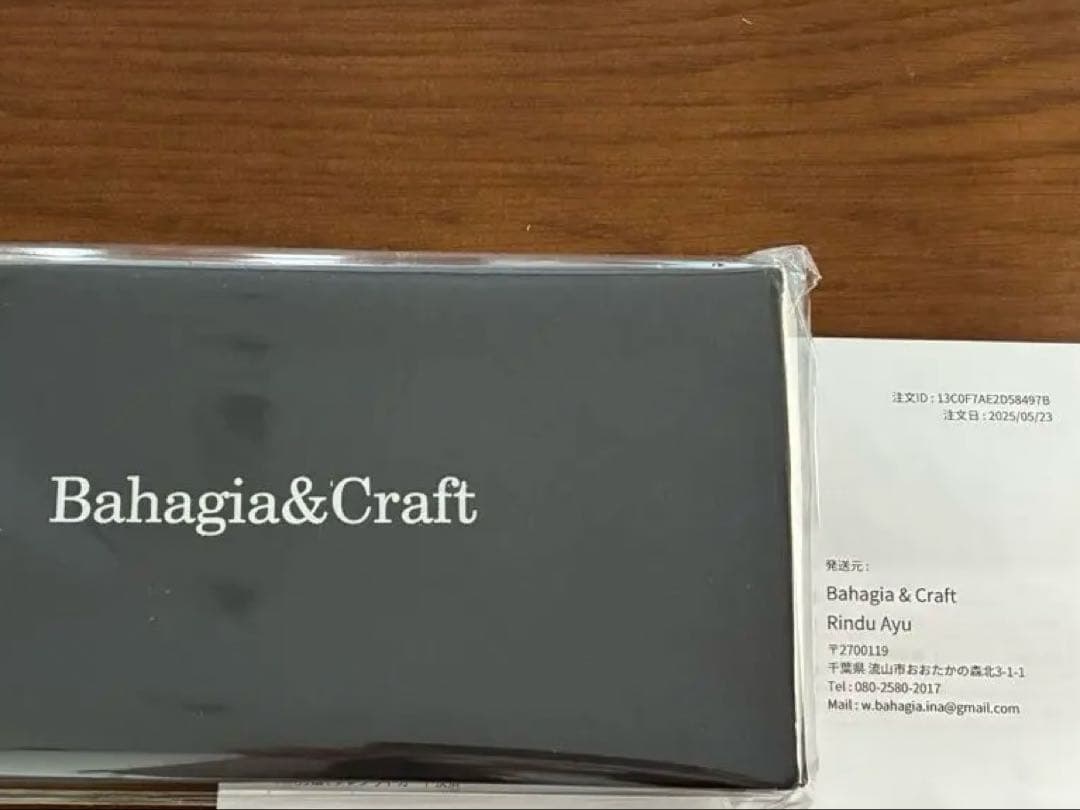 Bahagia&Craft
注文ID : 13C0F7AE2D58497B
注文日 : 2025/05/23
発送元 :
Bahagia & Craft
Rindu Ayu
〒2700119
千葉県 流山市おおたかの森北3-1-1
Tel : 080-2580-2017
Mail : w.bahagia.ina@gmail.com